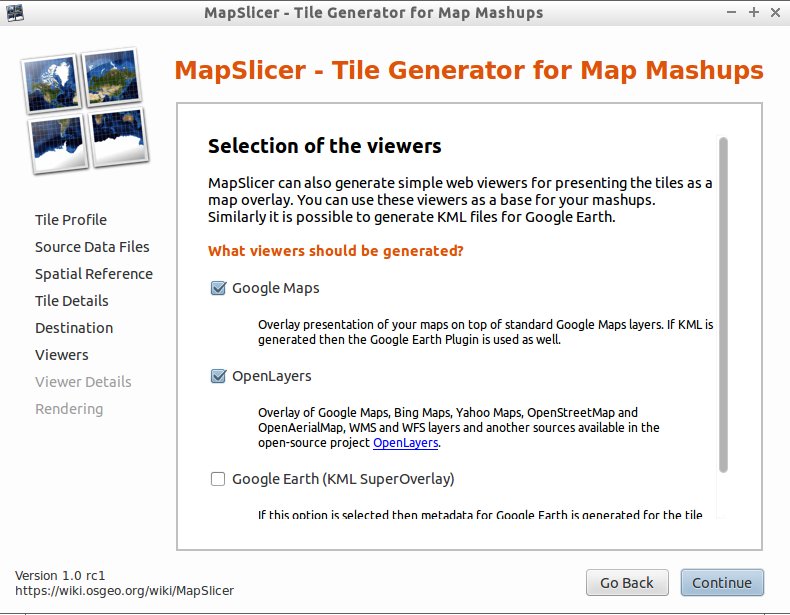 MapSlicer - Tile Generator for Map Mashups
MapSlicer - Tile Generator for Map Mashups
Tile Profile
Source Data Files
Spatial Reference
Tile Details
Destination
Viewers
Viewer Details
Rendering
Selection of the viewers
MapSlicer can also generate simple web viewers for presenting the tiles as a
map overlay. You can use these viewers as a base for your mashups.
Similarly it is possible to generate KML files for Google Earth.
What viewers should be generated?
Google Maps
Overlay presentation of your maps on top of standard Google Maps layers. If KML is
generated then the Google Earth Plugin is used as well.
OpenLayers
Overlay of Google Maps, Bing Maps, Yahoo Maps, OpenStreetMap and
OpenAerialMap, WMS and WFS layers and another sources available in the
open-source project OpenLayers.
Google Earth (KML SuperOverlay)
If this option is selected then metadata for Google Earth is generated for the tile
Version 1.0 rc1
https://wiki.osgeo.org/wiki/MapSlicer
Go Back
Continue